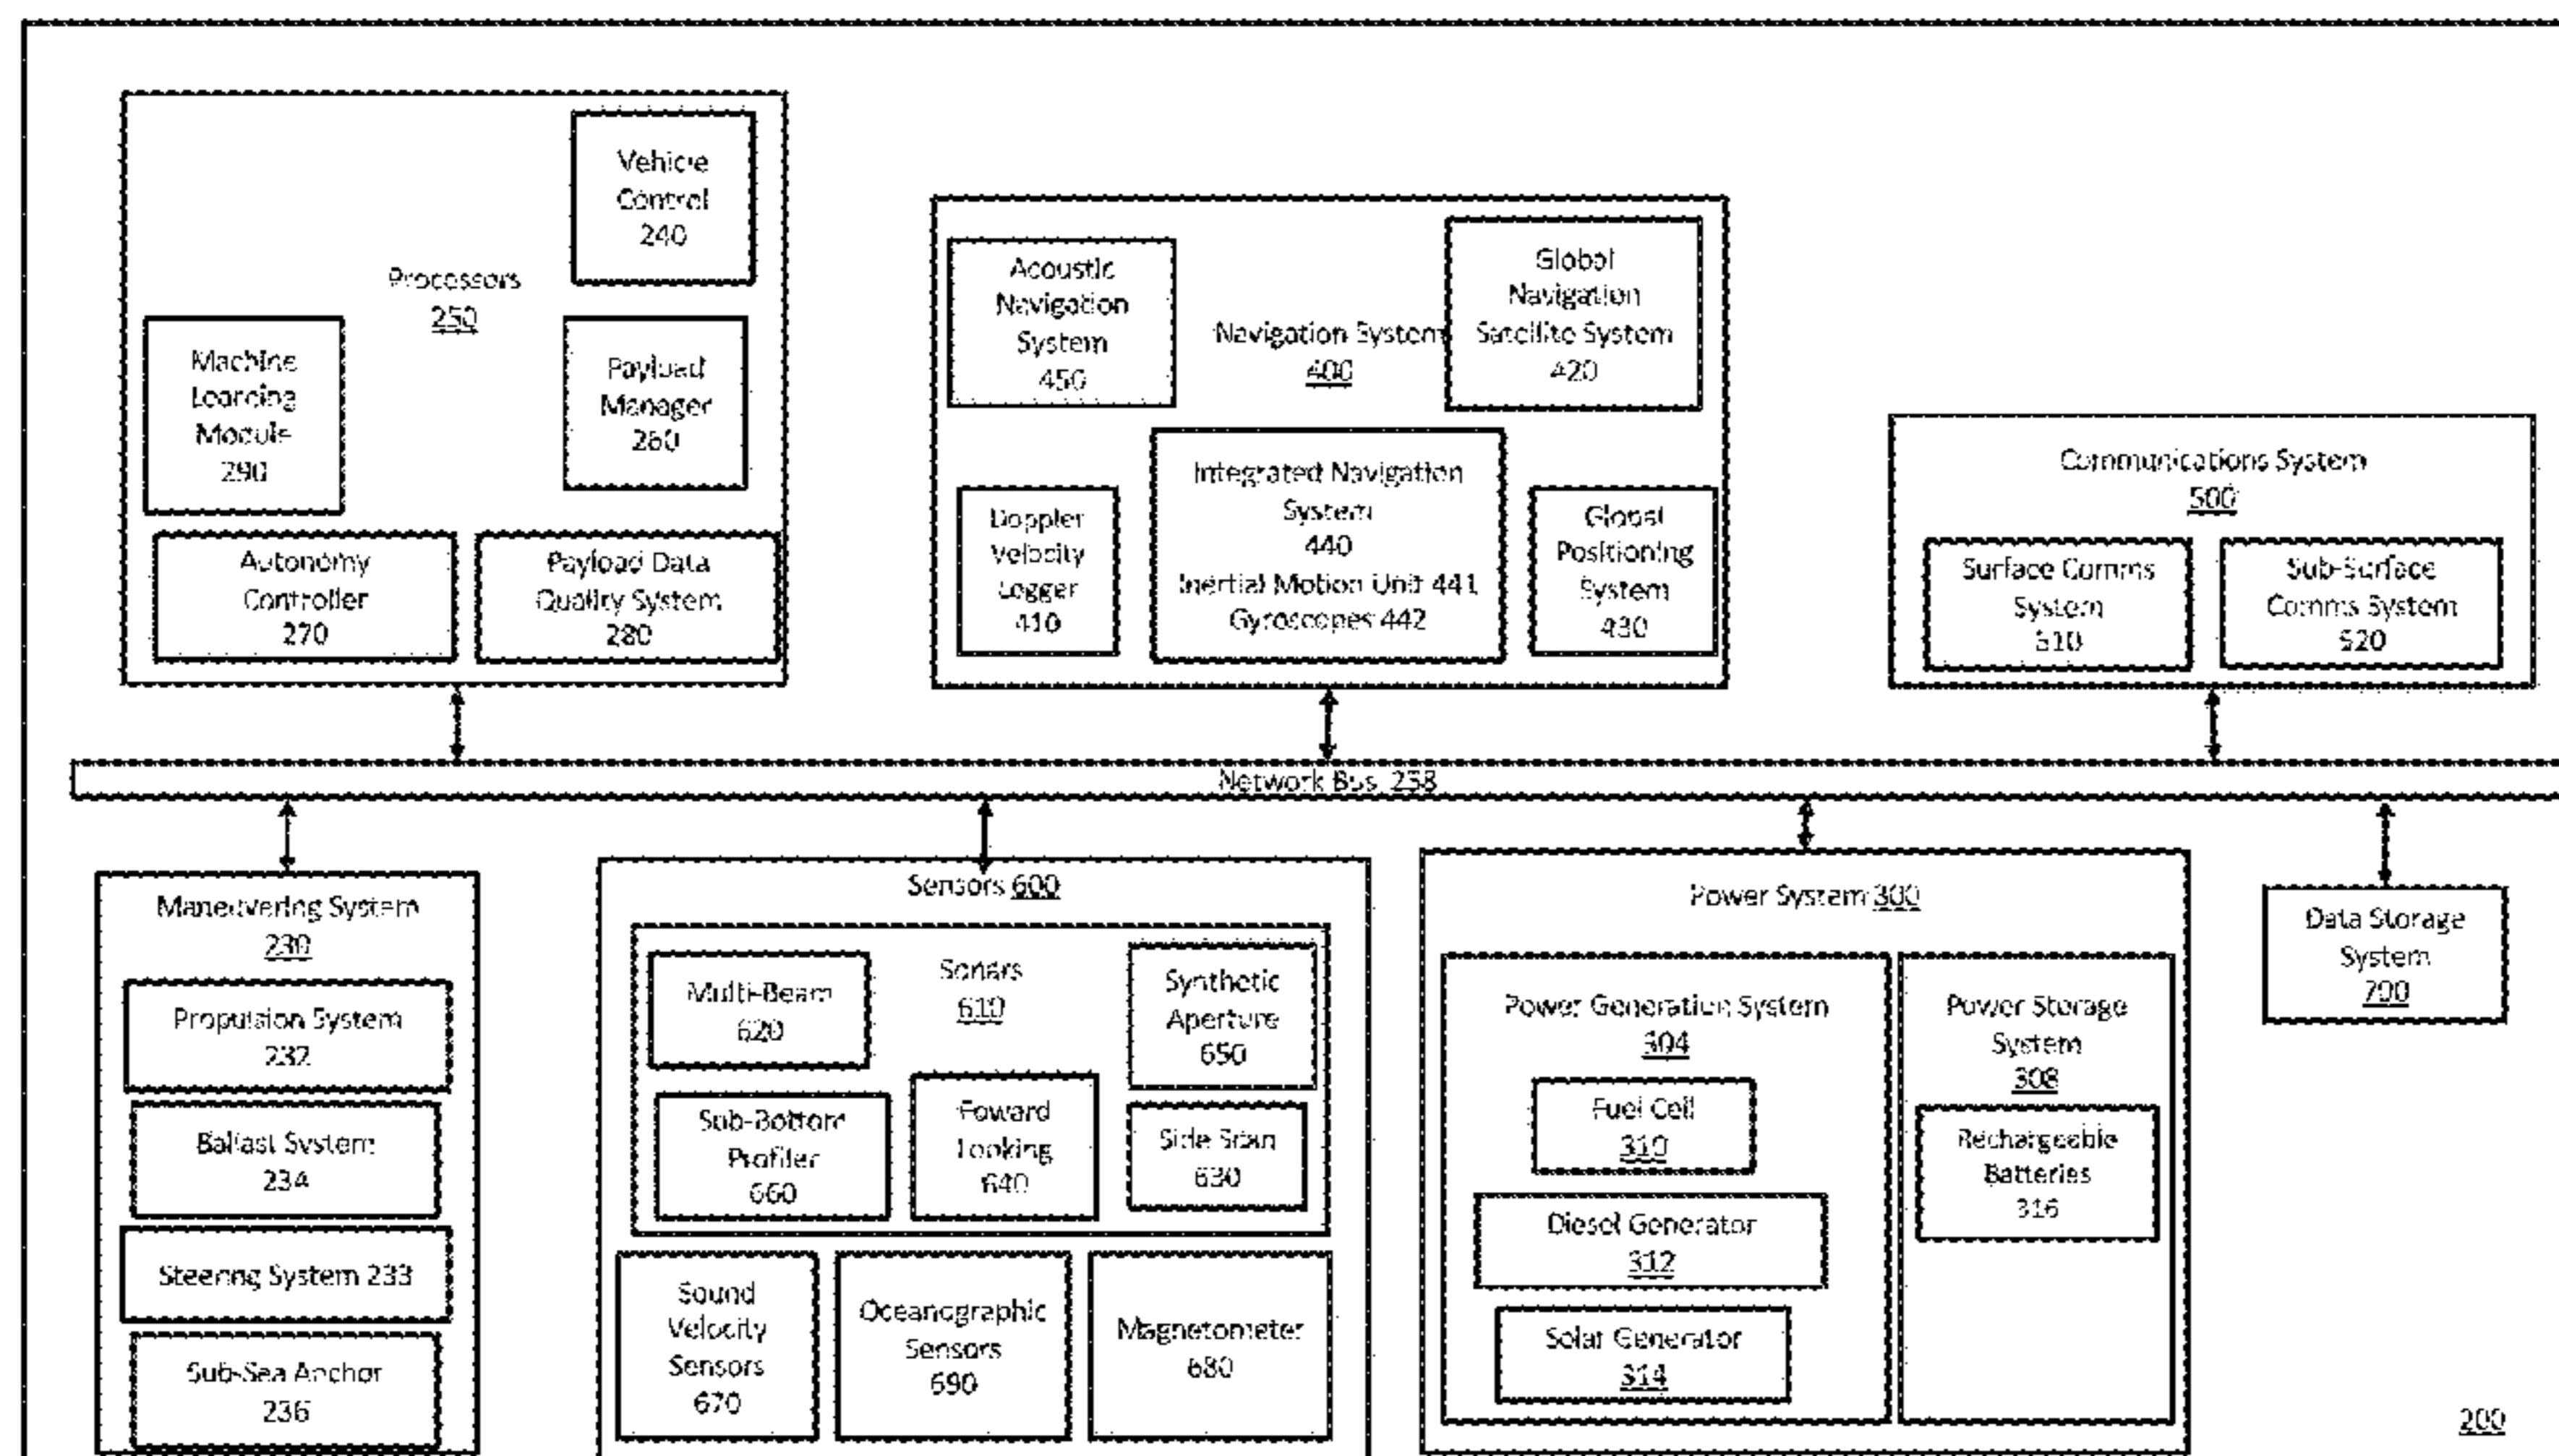 Vehicle
Control
240
Processors
250
Machine
Learning
Module
290
Payload
Manager
260
Autonomy
Controller
270
Payload Data
Quality System
280
Acoustic
Navigation
System
450
Navigation System
400
Global
Navigation
Satellite System
420
Doppler
Velocity
Logger
410
Integrated Navigation
System
440
Inertial Motion Unit 441
Gyroscopes 442
Global
Positioning
System
430
Communications System
500
Surface Comms
System
510
Sub-Surface
Comms System
520
Network Bus 238
Maneuvering System
230
Propulsion System
232
Ballast System
234
Steering System 233
Sub-Sea Anchor
236
Sensors 600
Sonars
610
Multi-Beam
620
Synthetic
Aperture
650
Sub-Bottom
Profiler
660
Foward
Looking
640
Side Scan
630
Sound
Velocity
Sensors
670
Oceanographic
Sensors
690
Magnetometer
680
Power System 300
Power Generation System
304
Fuel Cell
310
Diesel Generator
312
Solar Generator
314
Power Storage
System
308
Rechargeable
Batteries
316
Data Storage
System
700
200